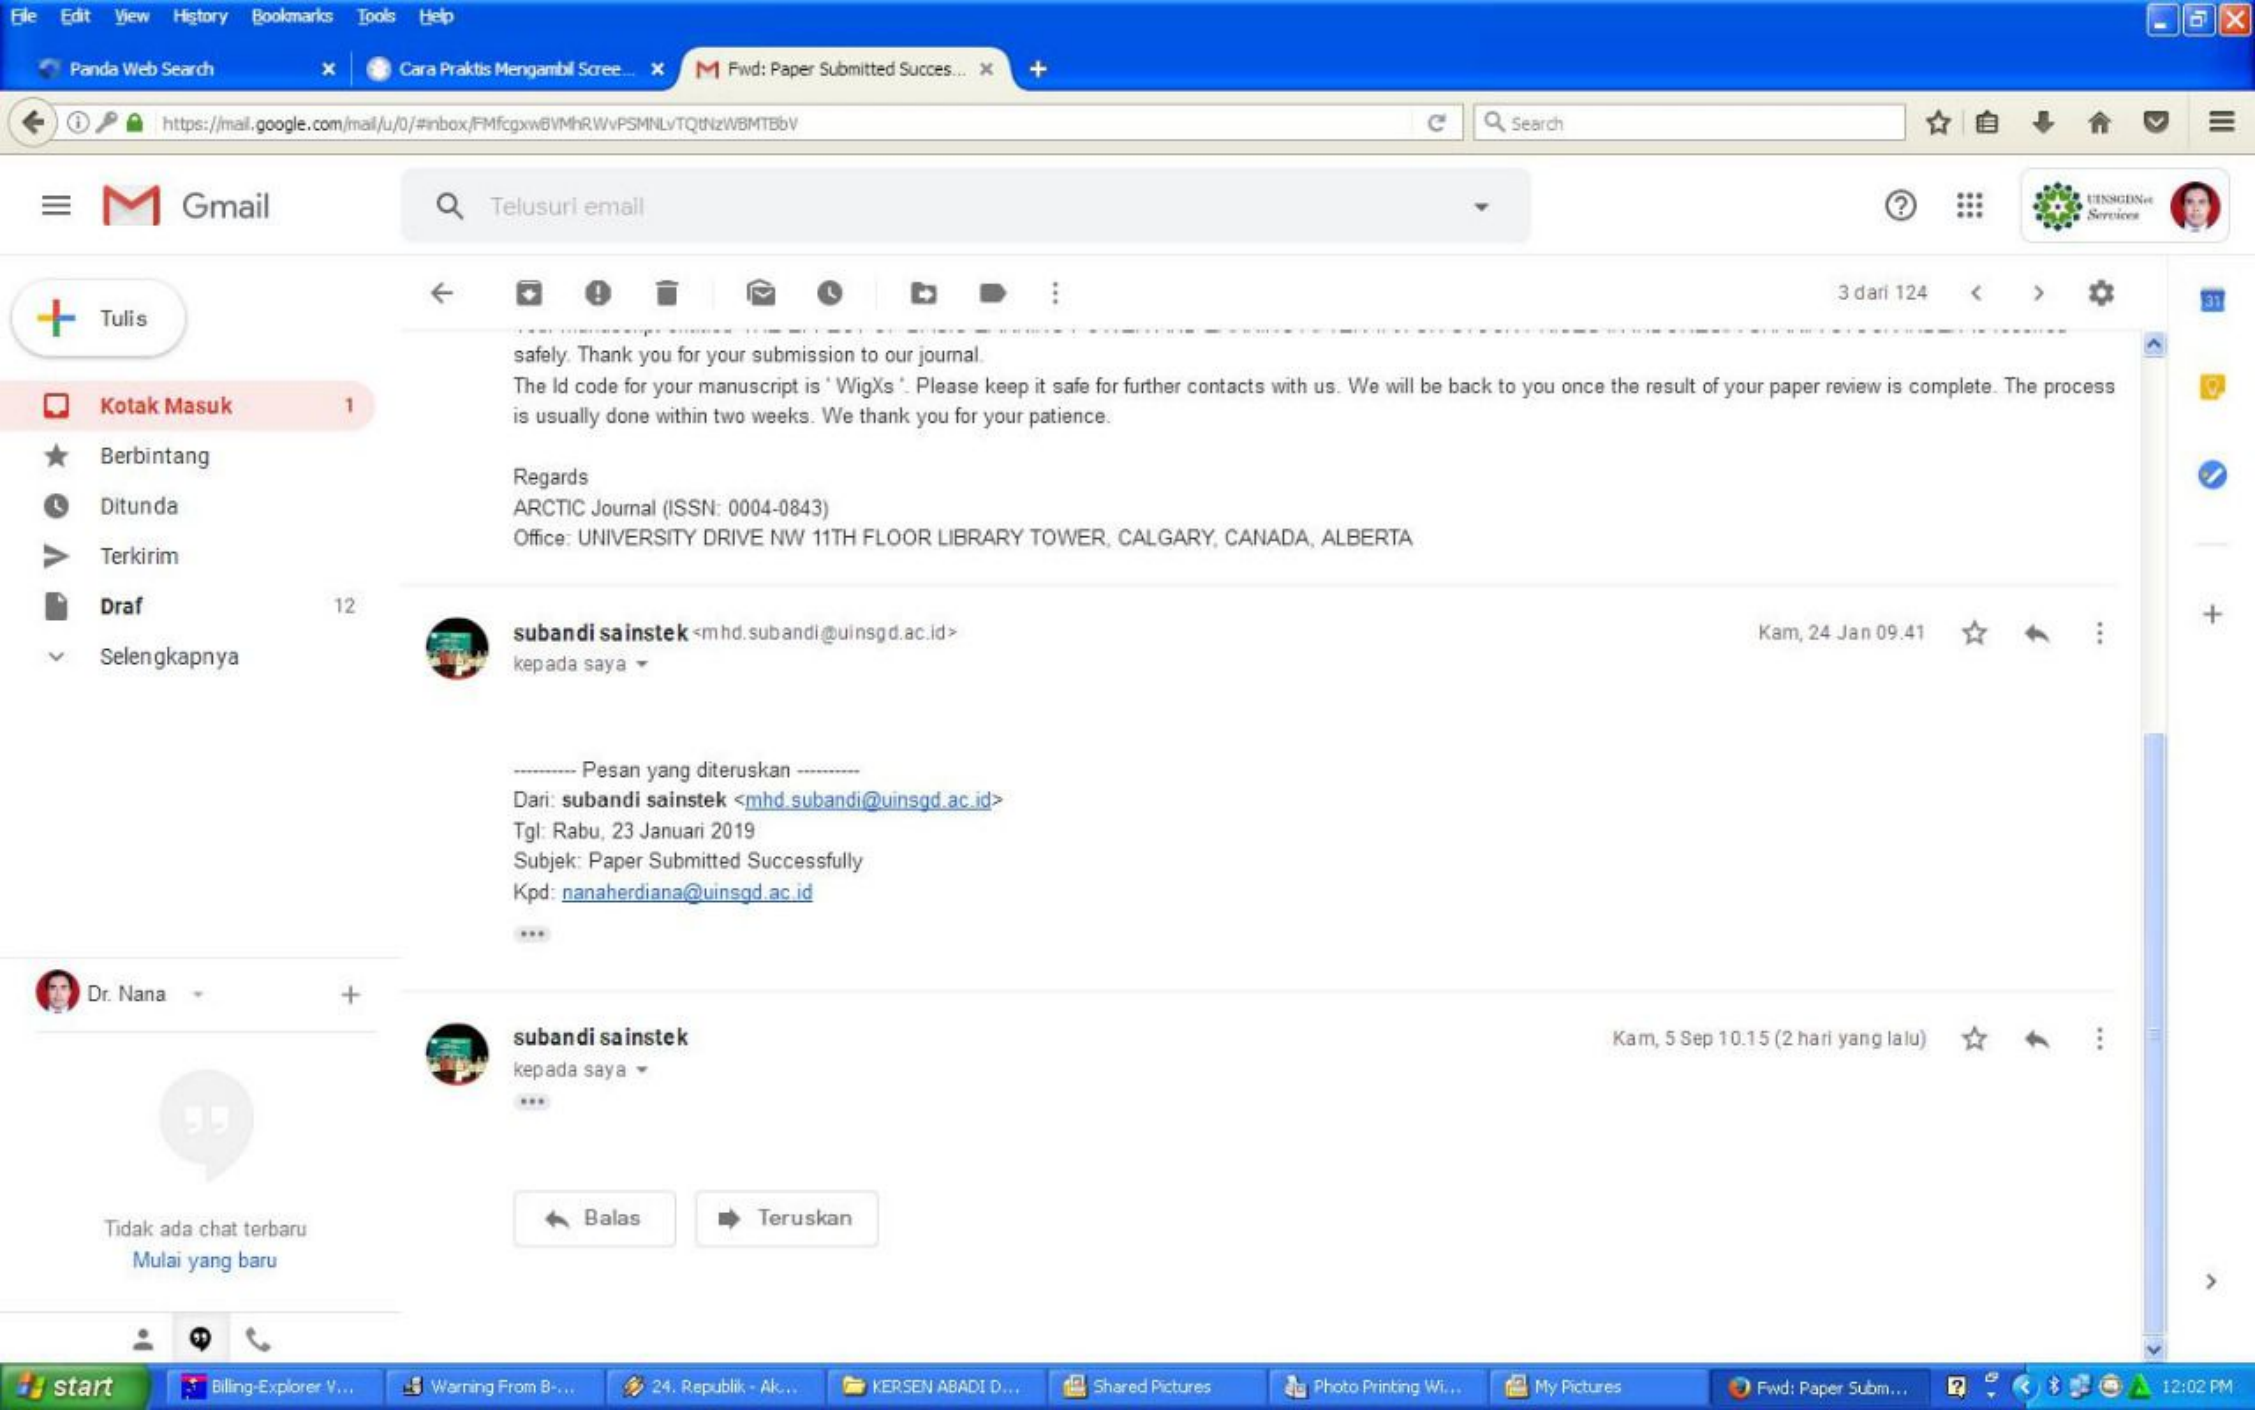 File Edit View History Bookmarks Tools Help
Panda Web Search
Cara Praktis Mengambil Scree...
Fwd: Paper Submitted Succes...
Search
Gmail
Telusuri email
UINSGDNet
Services
Tulis
3 dari 124
31
Kotak Masuk 1
Berbintang
Ditunda
Terkirim
Draf 12
Selengkapnya
safely. Thank you for your submission to our journal.
The Id code for your manuscript is ' WigXs '. Please keep it safe for further contacts with us. We will be back to you once the result of your paper review is complete. The process
is usually done within two weeks. We thank you for your patience.
Regards
ARCTIC Journal (ISSN: 0004-0843)
Office: UNIVERSITY DRIVE NW 11TH FLOOR LIBRARY TOWER, CALGARY, CANADA, ALBERTA
subandi sainstek <mhd.subandi@uinsgd.ac.id>
Kam, 24 Jan 09.41
kepada saya
---------- Pesan yang diteruskan ----------
Dari: subandi sainstek <mhd.subandi@uinsgd.ac.id>
Tgl: Rabu, 23 Januari 2019
Subjek: Paper Submitted Successfully
Kpd: nanaherdiana@uinsgd.ac.id
Dr. Nana
subandi sainstek
Kam, 5 Sep 10.15 (2 hari yang lalu)
kepada saya
Balas
Teruskan
Tidak ada chat terbaru
Mulai yang baru
start
Billing-Explorer V...
Warning From B-...
24. Republik - Ak...
KERSEN ABADI D...
Shared Pictures
Photo Printing Wi...
My Pictures
Fwd: Paper Subm...
12:02 PM